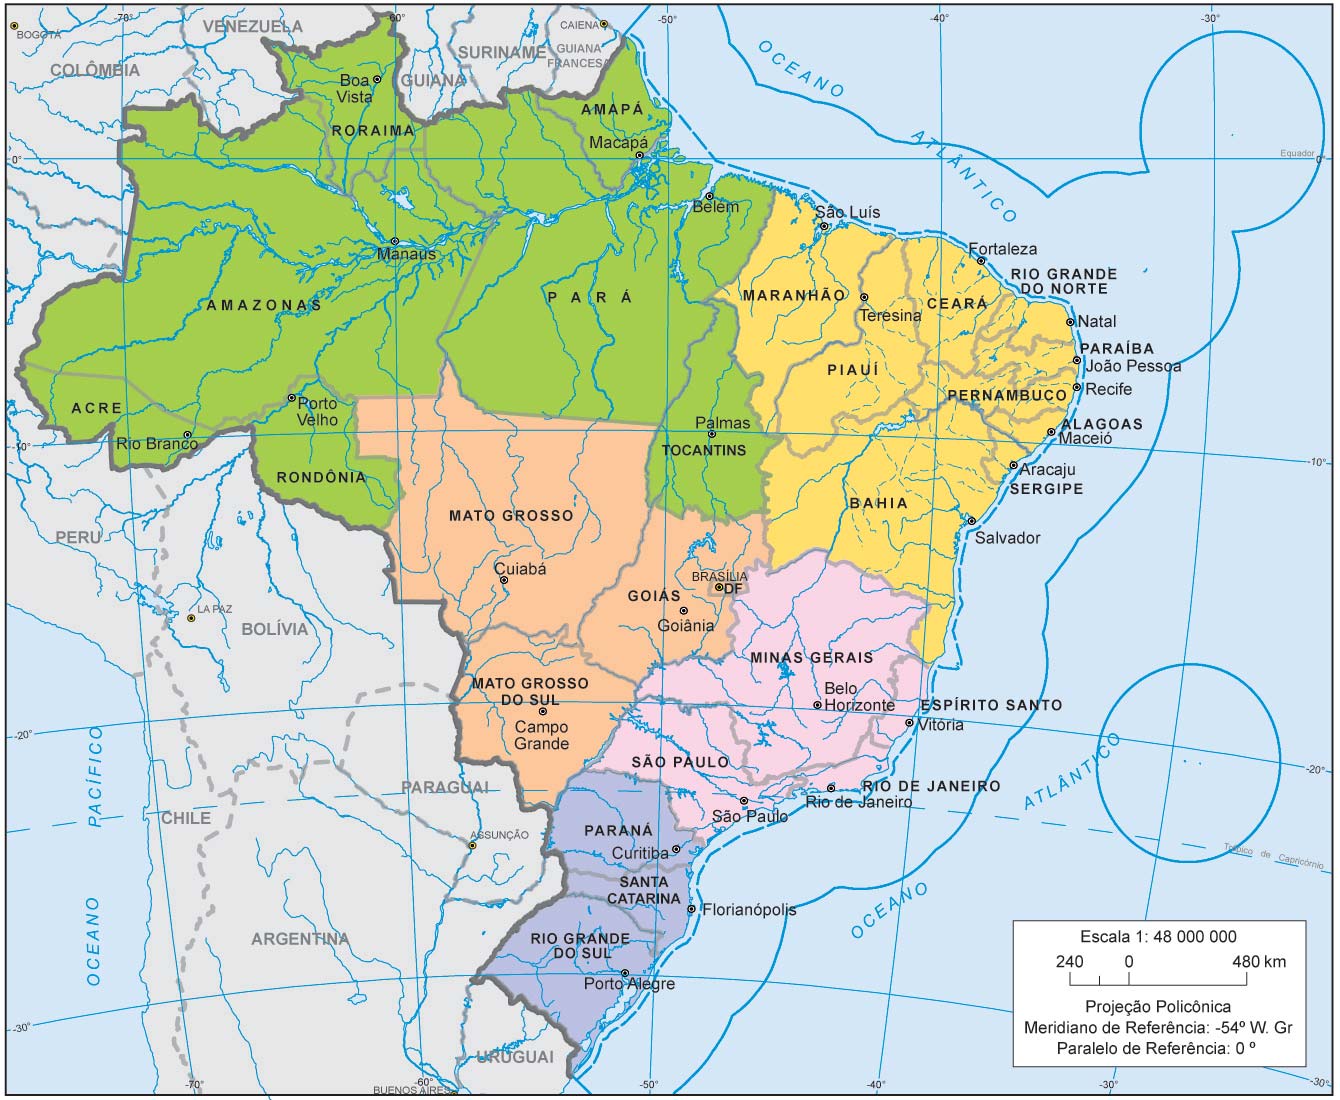 -70°
-60°
-50°
-40°
-30°
BOGOTÁ
VENEZUELA
COLÔMBIA
CAIENA
SURINAME
GUIANA
FRANCESA
GUIANA
OCEANO
ATLÂNTICO
Boa
Vista
RORAIMA
AMAPÁ
Macapá
0°
Equador
0°
Belém
São Luís
Manaus
Fortaleza
RIO GRANDE
DO NORTE
AMAZONAS
PARÁ
MARANHÃO
Teresina
CEARÁ
Natal
PARAÍBA
João Pessoa
PIAUÍ
Recife
PERNAMBUCO
ACRE
Porto
Velho
Rio Branco
Palmas
TOCANTINS
ALAGOAS
Maceió
-10°
-10°
Aracaju
SERGIPE
RONDÔNIA
BAHIA
MATO GROSSO
Salvador
PERU
Cuiabá
BRASÍLIA
DF
GOIÁS
Goiânia
LA PAZ
BOLÍVIA
MINAS GERAIS
MATO GROSSO
DO SUL
Belo
Horizonte
ESPÍRITO SANTO
Vitória
Campo
Grande
-20°
-20°
OCEANO PACÍFICO
SÃO PAULO
ATLÂNTICO
PARAGUAI
RIO DE JANEIRO
Rio de Janeiro
São Paulo
CHILE
ASSUNÇÃO
PARANÁ
Curitiba
Trópico de Capricórnio
SANTA
CATARINA
Florianópolis
OCEANO
ARGENTINA
RIO GRANDE
DO SUL
Porto Alegre
Escala 1: 48 000 000
240 0 480 km
Projeção Policônica
Meridiano de Referência: -54º W. Gr
Paralelo de Referência: 0 º
-30°
URUGUAI
BUENOS AIRES
-70°
-60°
-50°
-40°
-30°
-30°